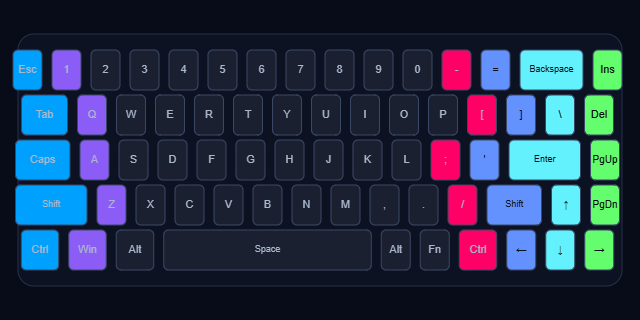 Esc 1 2 3 4 5 6 7 8 9 0 - = Backspace Ins
Tab Q W E R T Y U I O P [ ] \ Del
Caps A S D F G H J K L ; ' Enter PgUp
Shift Z X C V B N M , . / Shift ↑ PgDn
Ctrl Win Alt Space Alt Fn Ctrl ← ↓ →